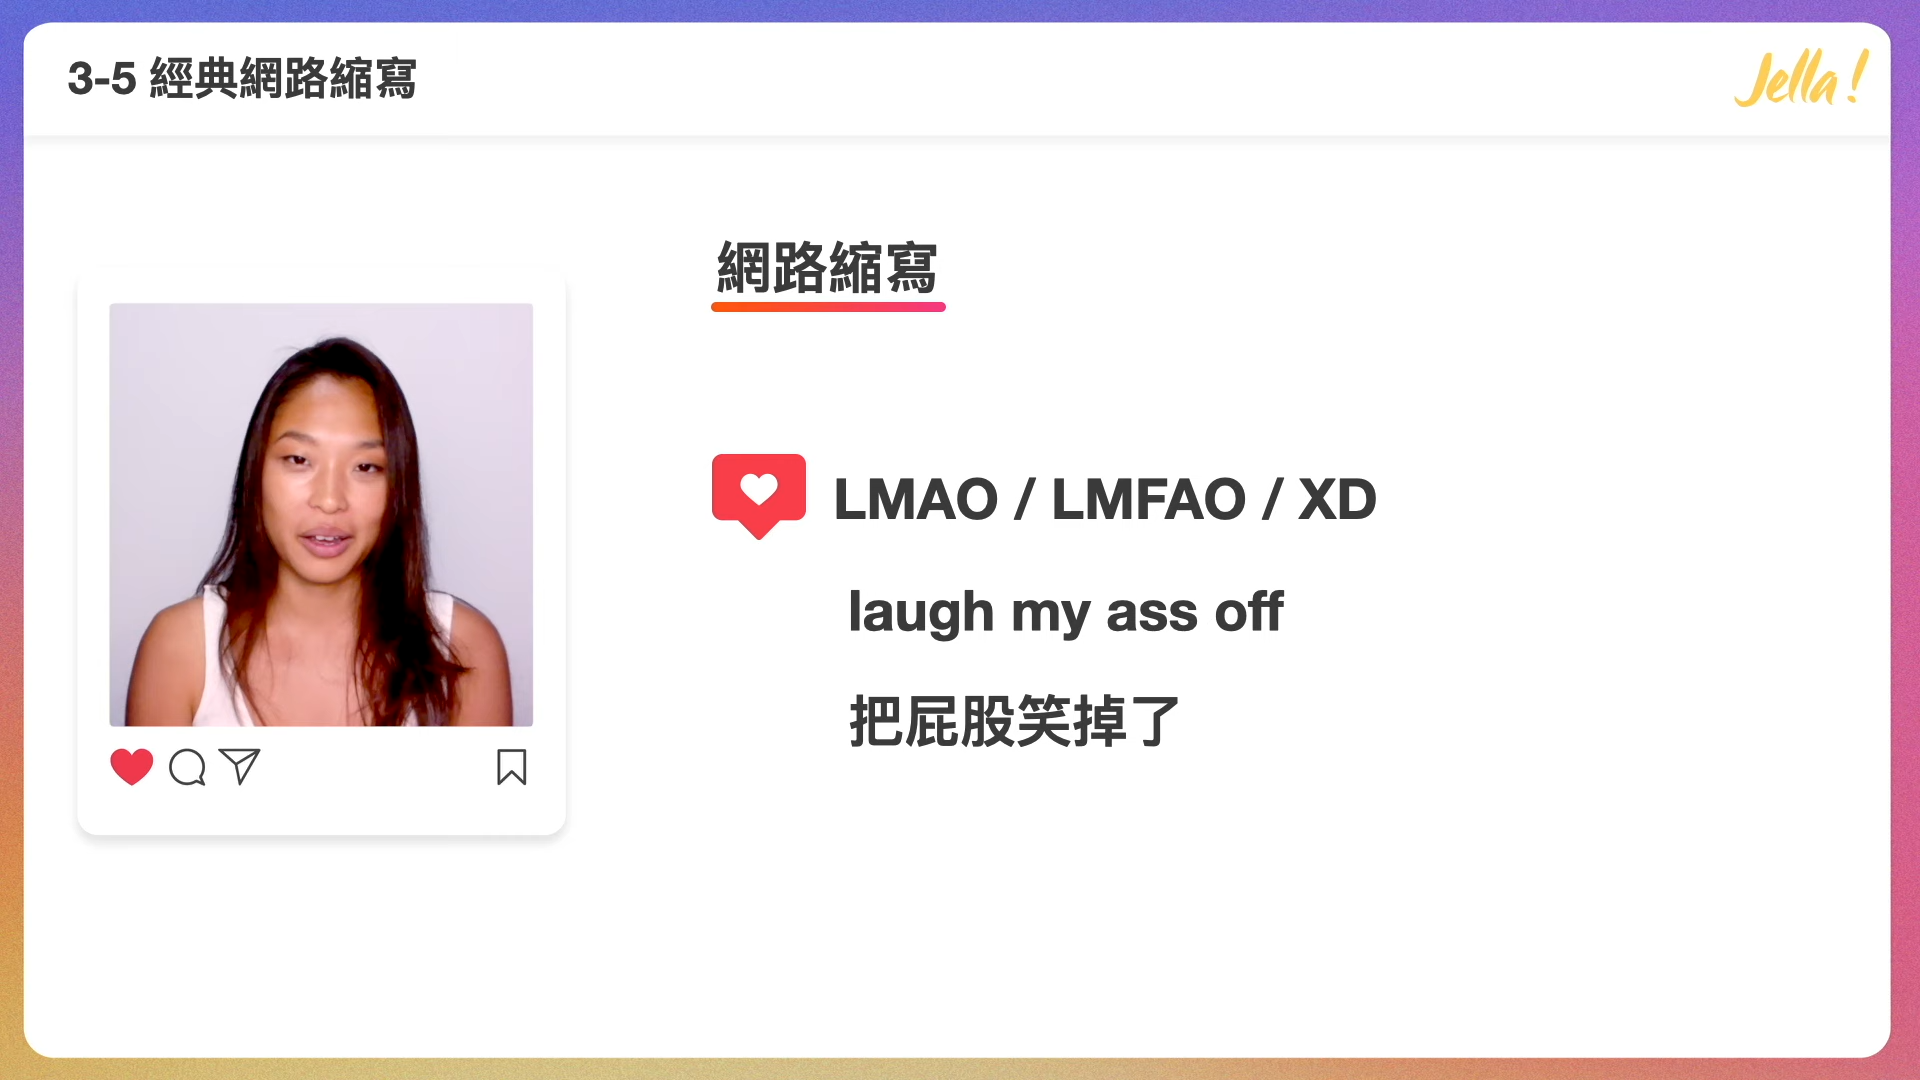 3-5 經典網路縮寫
Jella!
網路縮寫
LMAO / LMFAO / XD
laugh my ass off
把屁股笑掉了